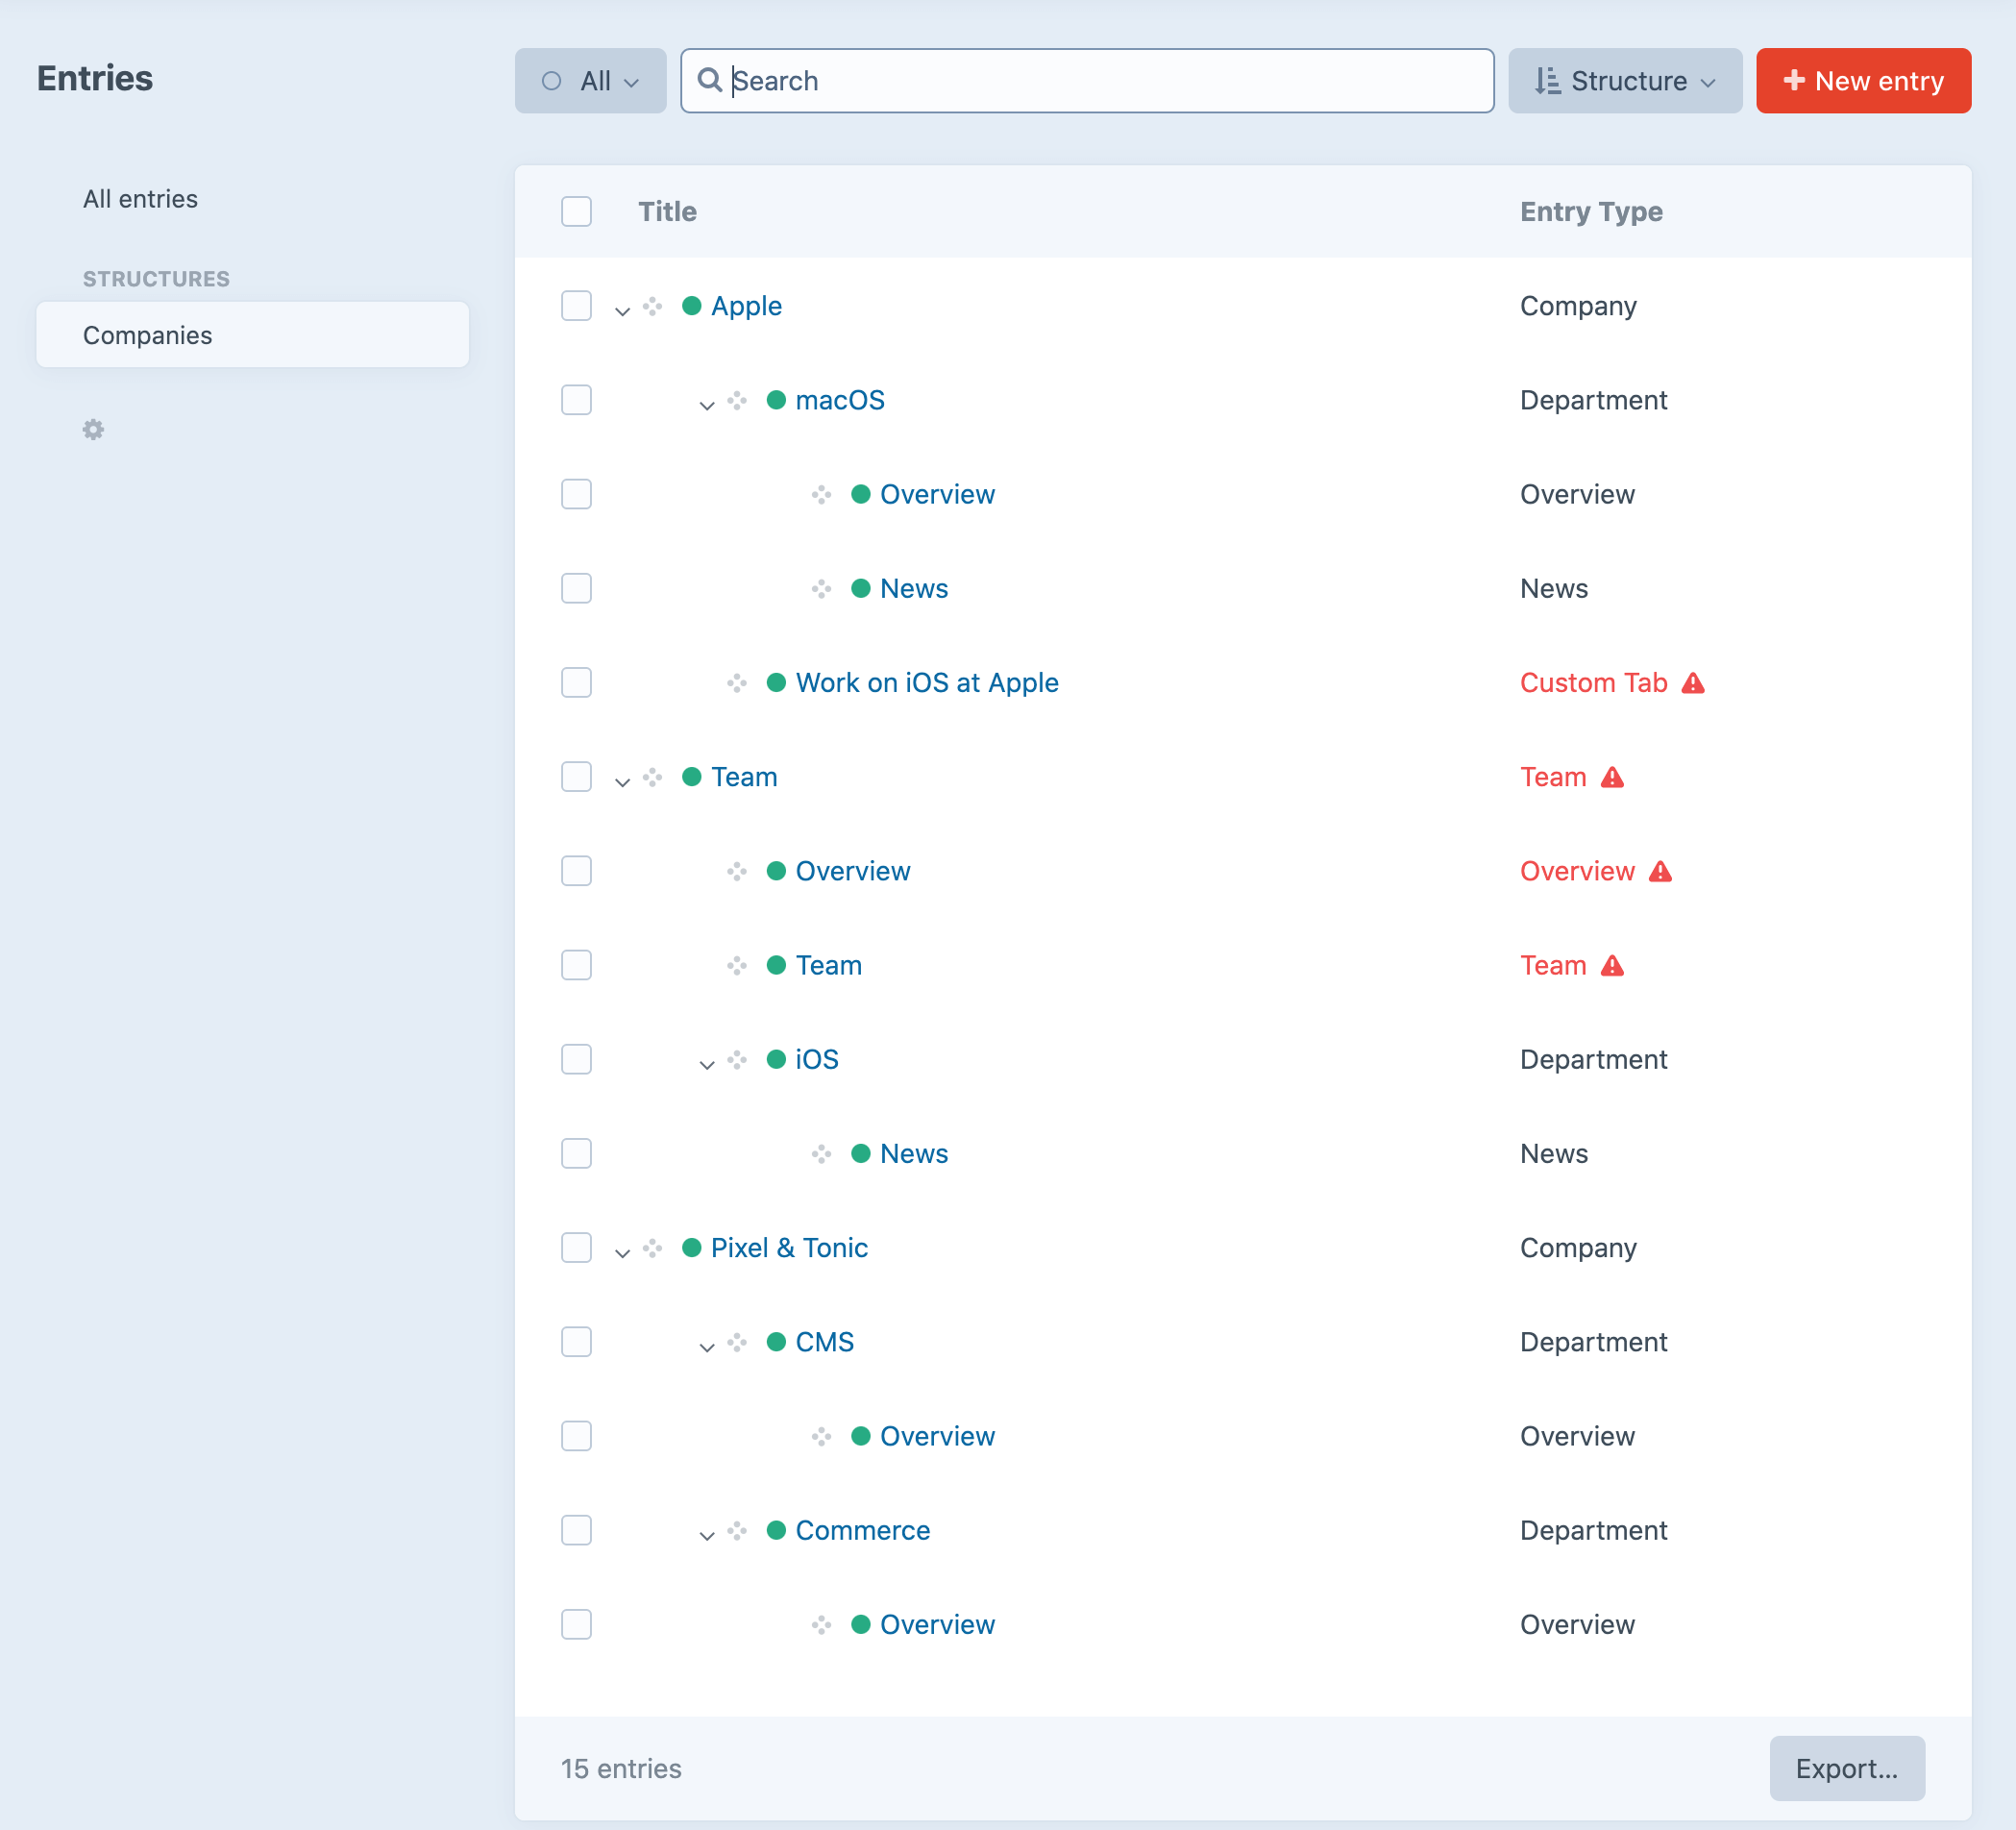 Entries
All
Search
Structure
New entry
All entries
STRUCTURES
Companies
Title Entry Type
Apple Company
macOS Department
Overview Overview
News News
Work on iOS at Apple Custom Tab
Team Team
Overview Overview
Team Team
iOS Department
News News
Pixel & Tonic Company
CMS Department
Overview Overview
Commerce Department
Overview Overview
15 entries
Export...